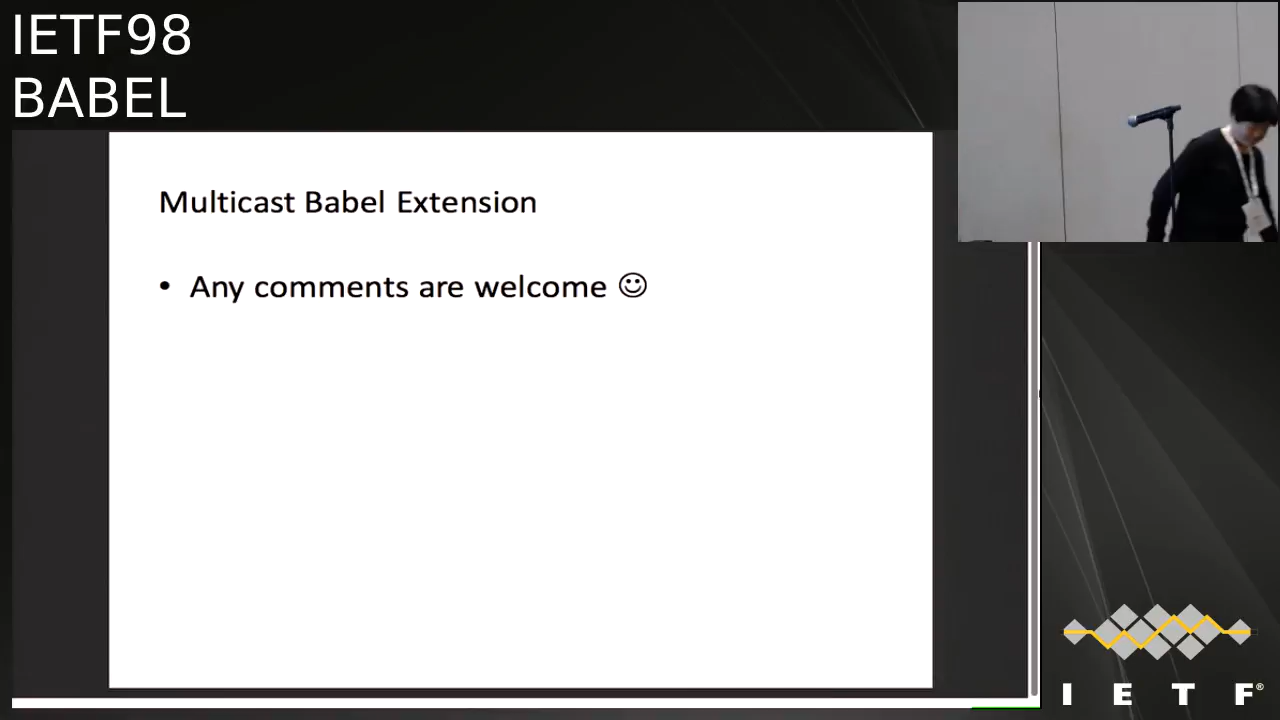 IETF98
BABEL
Multicast Babel Extension
• Any comments are welcome ☺
I E T F®